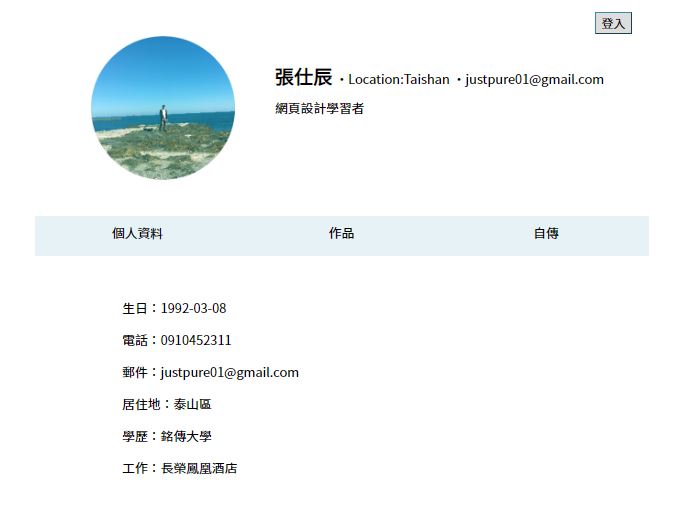 登入
張仕辰 ・Location:Taishan ・justpure01@gmail.com
網頁設計學習者
個人資料 作品 自傳
生日：1992-03-08
電話：0910452311
郵件：justpure01@gmail.com
居住地：泰山區
學歷：銘傳大學
工作：長榮鳳凰酒店